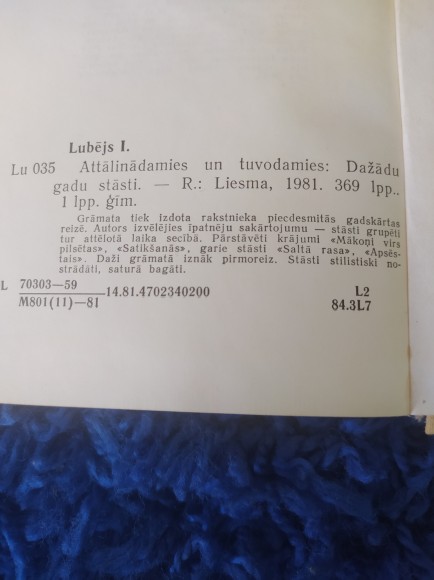 Lubējs I.
Lu 035 Attālinādamies un tuvodamies: Dažādu
gadu stāsti. — R.: Liesma, 1981. 369 lpp.,
1 lpp. ģīm.
Grāmata tiek izdota rakstnieka piecdesmitās gadskārtas
reizē. Autors izvēlējies īpatnēju sakārtojumu — stāsti grupēti
tur attēlotā laika secībā. Pārstāvēti krājumi «Mākoņi virs
pilsētas», «Satikšanās», garie stāsti «Saltā rasa», «Apsēs-
tais». Daži grāmatā iznāk pirmoreiz. Stāsti stilistiski no-
strādāti, saturā bagāti.
L 70303—59
M801(11)—81 14.81.4702340200 L2
84.3L7